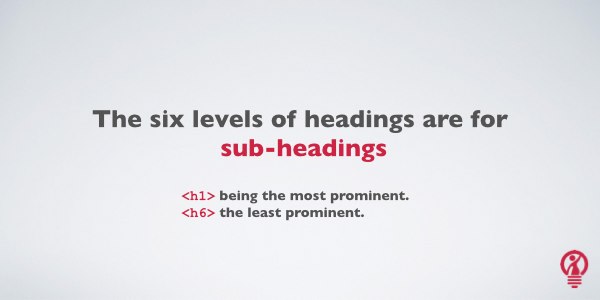 The six levels of headings are for
sub-headings
<h1> being the most prominent.
<h6> the least prominent.